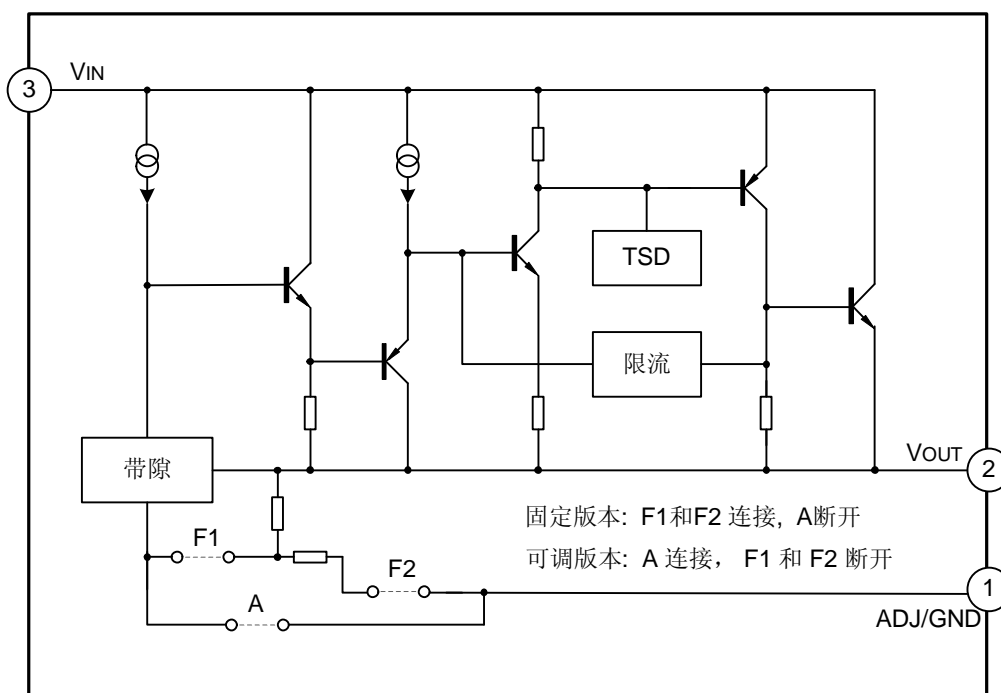 3
VIN
TSD
限流
带隙
VOUT
2
固定版本: F1和F2 连接, A断开
可调版本: A 连接， F1 和 F2 断开
F1
F2
A
1
ADJ/GND